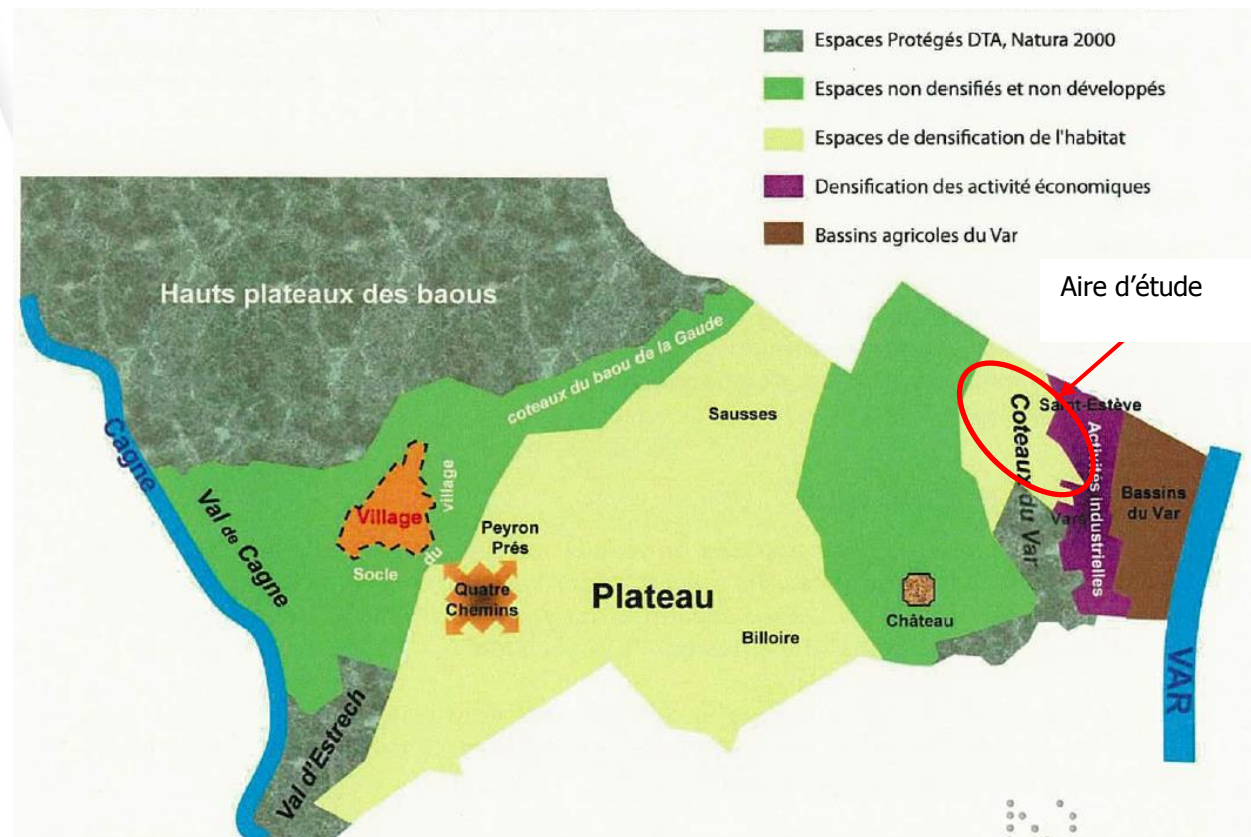 Espaces Protégés DTA, Natura 2000
Espaces non densifiés et non développés
Espaces de densification de l'habitat
Densification des activité économiques
Bassins agricoles du Var
Aire d'étude
Hauts plateaux des baous
coteaux du baou de la Gaude
Sausses
Saint-Estève
Coteaux du Var
Activités industrielles
Bassins
du Var
Vars
VAR
Cagne
Val de Cagne
Village
Socle du village
Peyron
Prés
Quatre
Chemins
Plateau
Billoire
Château
Val d'Estrech